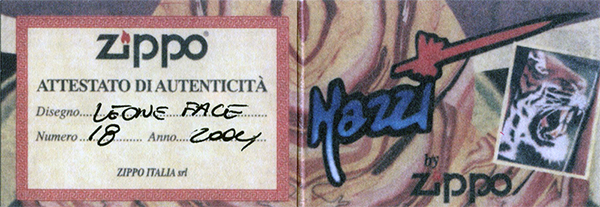 Zippo®
ATTESTATO DI AUTENTICITÀ
Disegno....LEONE FACE
Numero.18........Anno...2004
ZIPPO ITALIA srl
Mazzi
by
Zippo